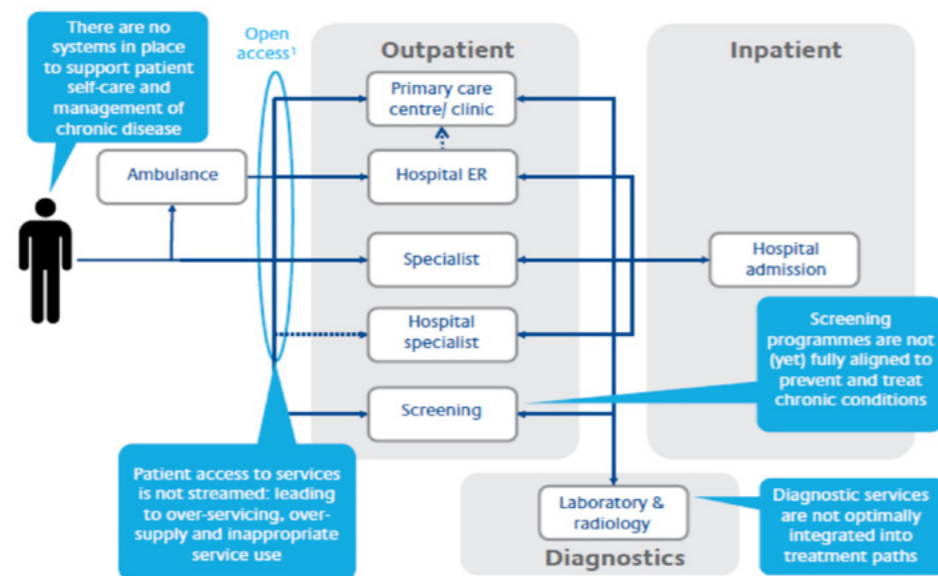 There are no
systems in place
to support patient
self-care and
management of
chronic disease
Open
access¹
Outpatient
Inpatient
Primary care
centre/ clinic
Ambulance
Hospital ER
Specialist
Hospital
admission
Hospital
specialist
Screening
programmes are not
(yet) fully aligned to
prevent and treat
chronic conditions
Screening
Patient access to services
is not streamed: leading
to over-servicing, over-
supply and inappropriate
service use
Laboratory &
radiology
Diagnostics
Diagnostic services
are not optimally
integrated into
treatment paths